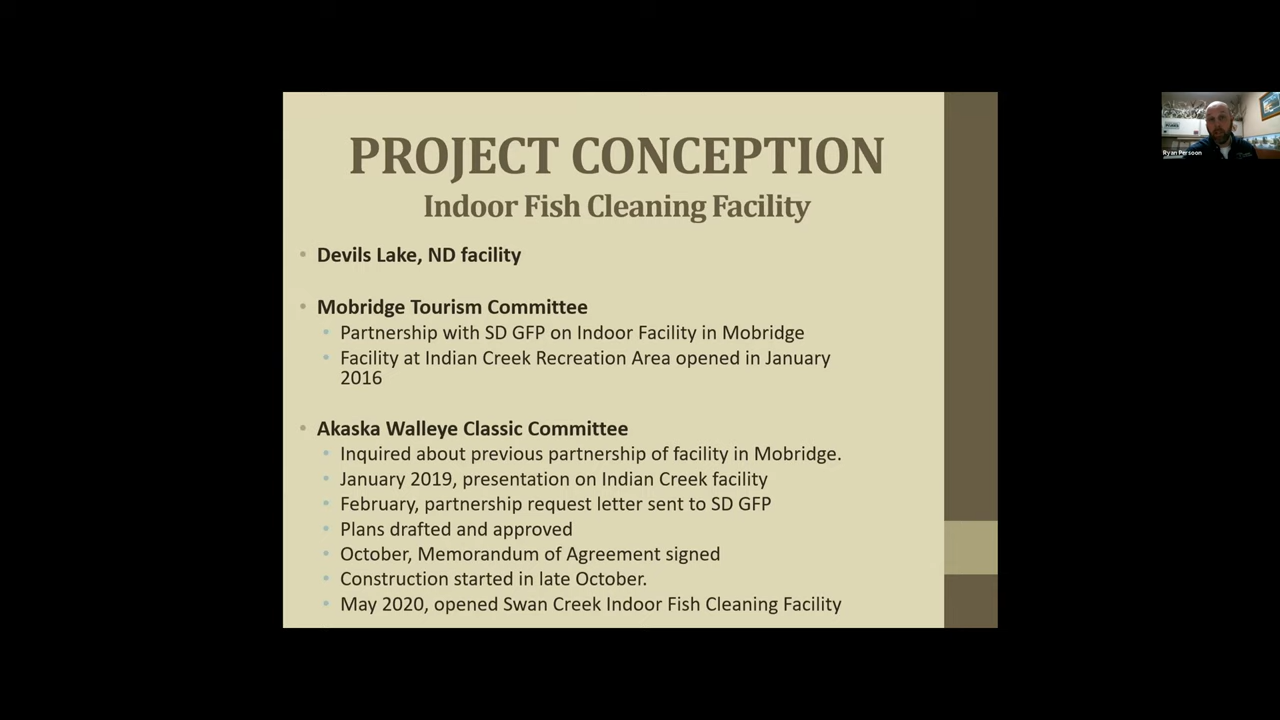 PROJECT CONCEPTION
Indoor Fish Cleaning Facility
• Devils Lake, ND facility
• Mobridge Tourism Committee
• Partnership with SD GFP on Indoor Facility in Mobridge
• Facility at Indian Creek Recreation Area opened in January
2016
• Akaska Walleye Classic Committee
• Inquired about previous partnership of facility in Mobridge.
• January 2019, presentation on Indian Creek facility
• February, partnership request letter sent to SD GFP
• Plans drafted and approved
• October, Memorandum of Agreement signed
• Construction started in late October.
• May 2020, opened Swan Creek Indoor Fish Cleaning Facility
Ryan Persoon